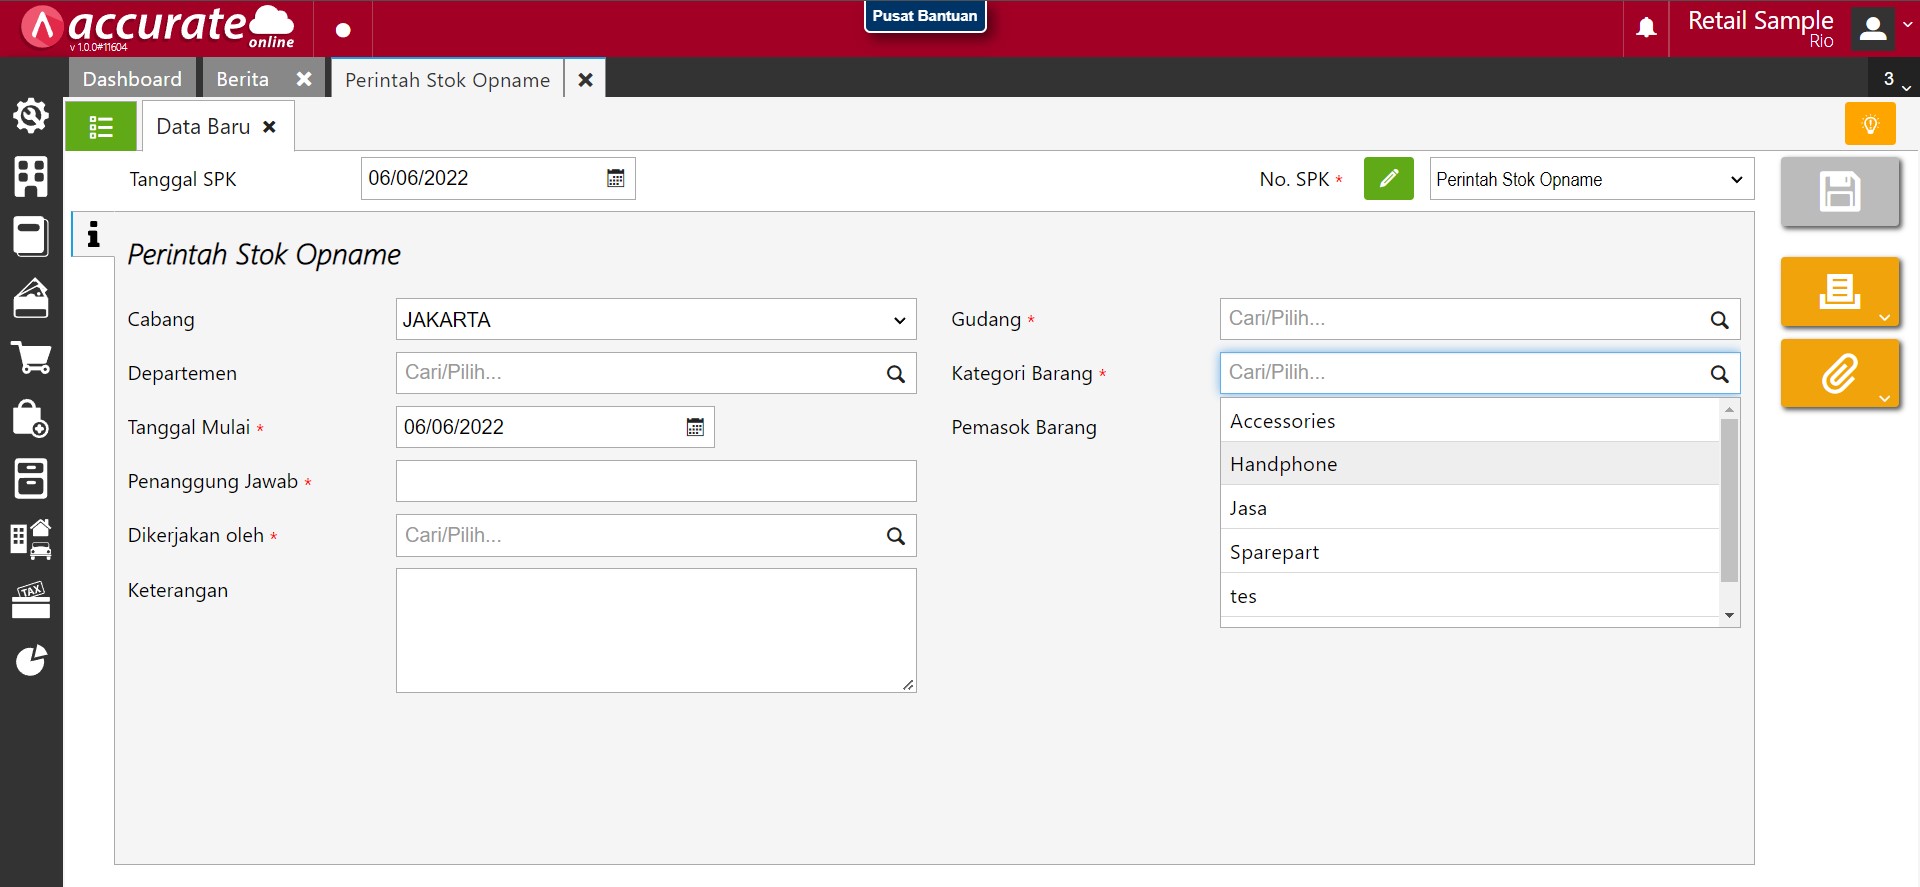 accurate
online
v 1.0.0#11604
Pusat Bantuan
Retail Sample
Rio
Dashboard
Berita
Perintah Stok Opname
3
Data Baru
Tanggal SPK
06/06/2022
No. SPK *
Perintah Stok Opname
Perintah Stok Opname
Cabang
JAKARTA
Gudang *
Cari/Pilih...
Departemen
Cari/Pilih...
Kategori Barang *
Cari/Pilih...
Tanggal Mulai *
06/06/2022
Pemasok Barang
Accessories
Handphone
Jasa
Sparepart
tes
Penanggung Jawab *
Dikerjakan oleh *
Cari/Pilih...
Keterangan
TAX